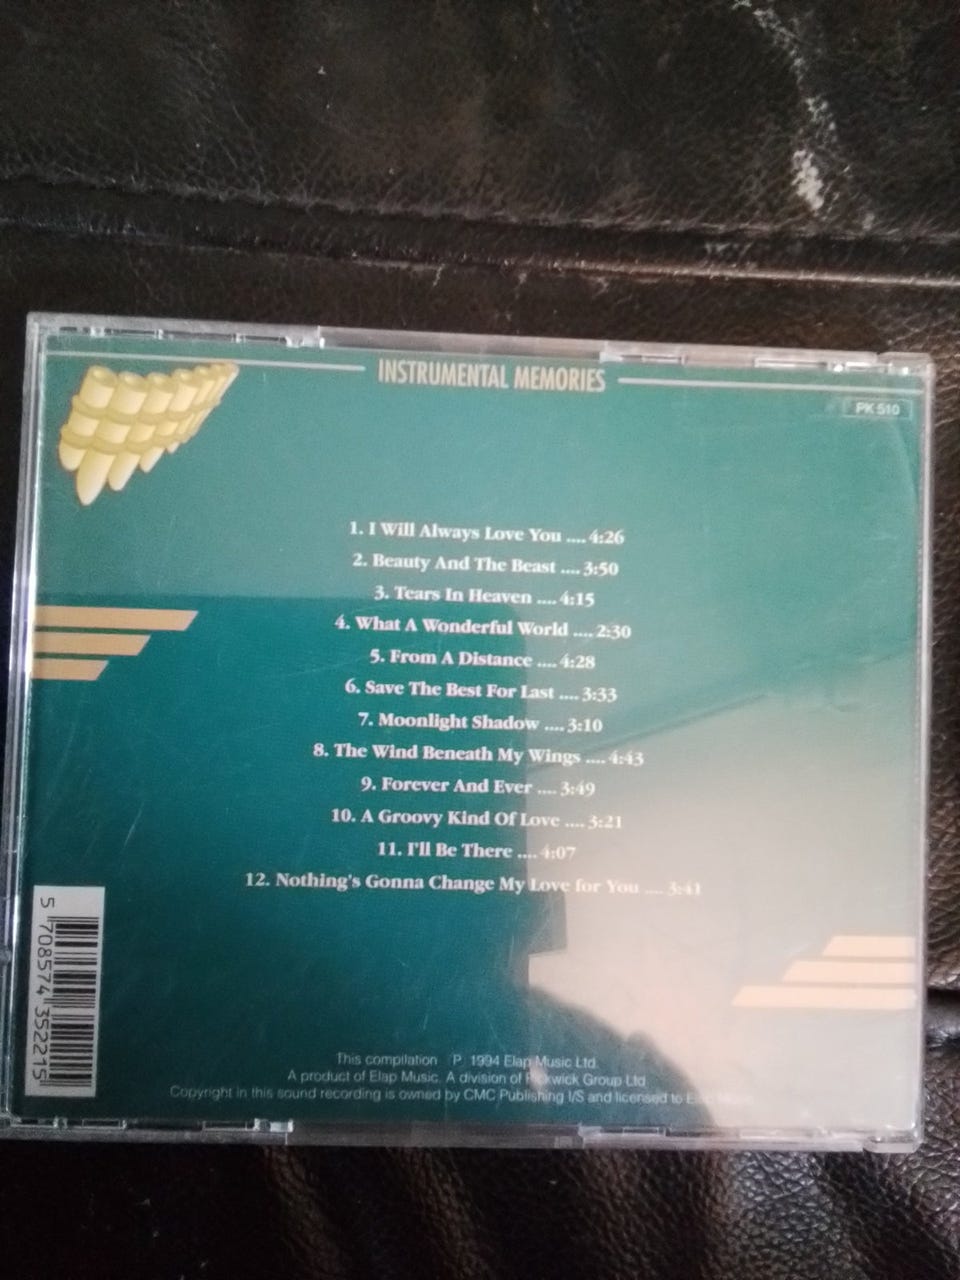 INSTRUMENTAL MEMORIES
PK 510
1. I Will Always Love You .... 4:26
2. Beauty And The Beast .... 3:50
3. Tears In Heaven .... 4:15
4. What A Wonderful World .... 2:30
5. From A Distance .... 4:28
6. Save The Best For Last .... 3:33
7. Moonlight Shadow .... 3:10
8. The Wind Beneath My Wings .... 4:43
9. Forever And Ever .... 3:49
10. A Groovy Kind Of Love .... 3:21
11. I'll Be There .... 4:07
12. Nothing's Gonna Change My Love for You .... 3:41
5 708574 352215
This compilation P. 1994 Elap Music Ltd.
A product of Elap Music. A division of Pickwick Group Ltd.
Copyright in this sound recording is owned by CMC Publishing I/S and licensed to Elap